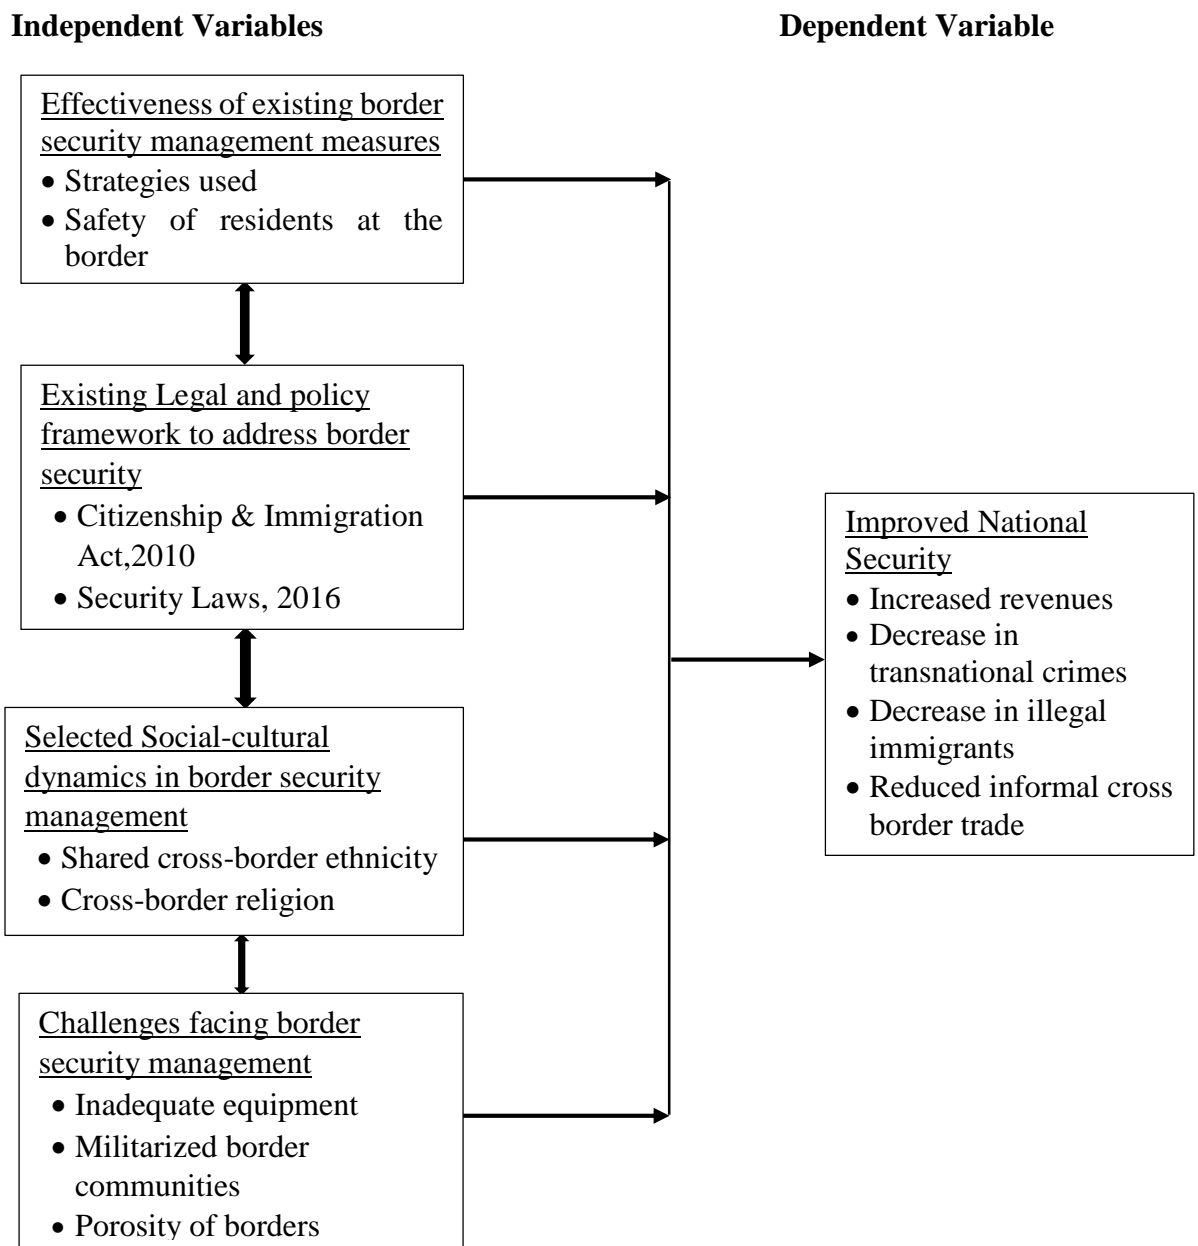 Independent Variables
Dependent Variable
Effectiveness of existing border
security management measures
• Strategies used
• Safety of residents at the
border
Existing Legal and policy
framework to address border
security
• Citizenship & Immigration
Act,2010
• Security Laws, 2016
Selected Social-cultural
dynamics in border security
management
• Shared cross-border ethnicity
• Cross-border religion
Challenges facing border
security management
• Inadequate equipment
• Militarized border
communities
• Porosity of borders
Improved National
Security
• Increased revenues
• Decrease in
transnational crimes
• Decrease in illegal
immigrants
• Reduced informal cross
border trade